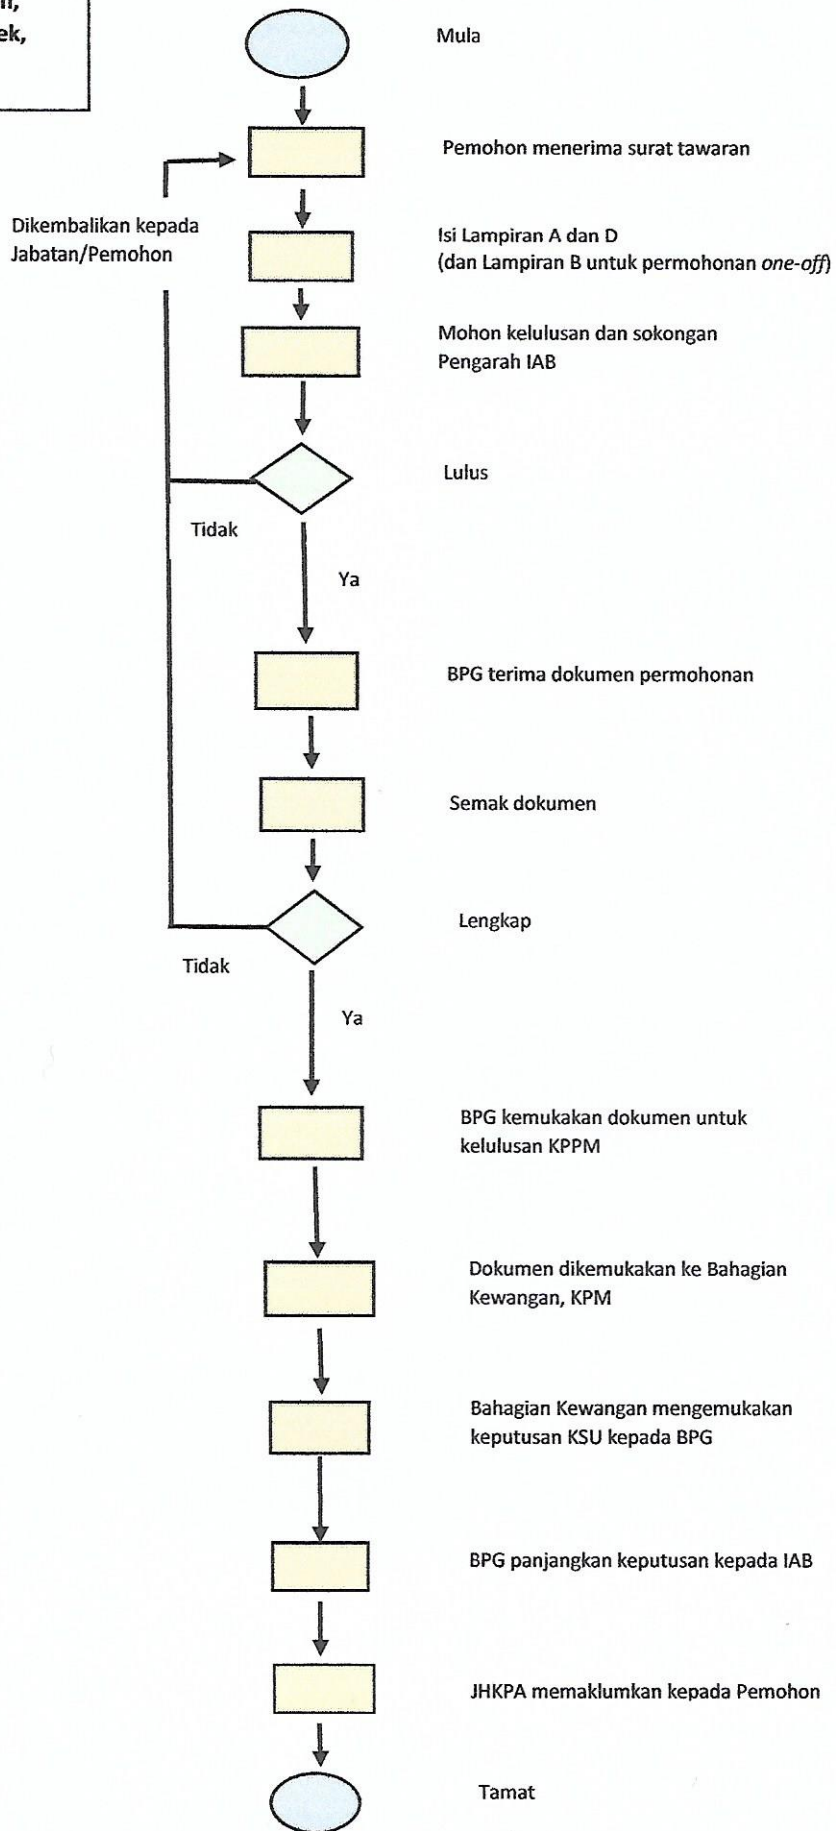 ek,
Mula
Pemohon menerima surat tawaran
Dikembalikan kepada
Jabatan/Pemohon
Isi Lampiran A dan D
(dan Lampiran B untuk permohonan one-off)
Mohon kelulusan dan sokongan
Pengarah IAB
Lulus
Tidak
Ya
BPG terima dokumen permohonan
Semak dokumen
Lengkap
Tidak
Ya
BPG kemukakan dokumen untuk
kelulusan KPPM
Dokumen dikemukakan ke Bahagian
Kewangan, KPM
Bahagian Kewangan mengemukakan
keputusan KSU kepada BPG
BPG panjangkan keputusan kepada IAB
JHKPA memaklumkan kepada Pemohon
Tamat